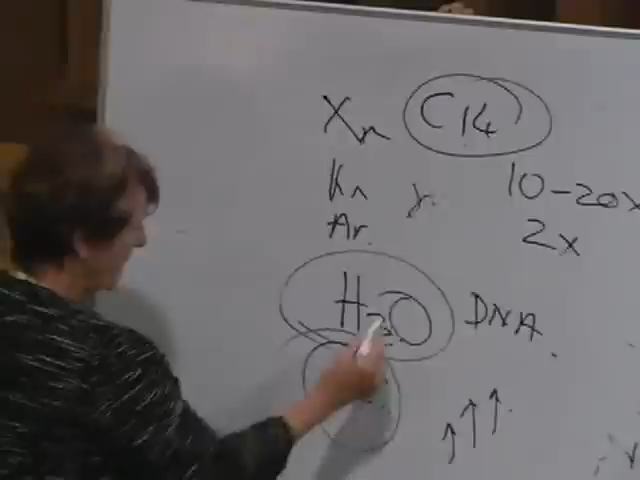 Xn C14
Kn γ. 10-20x
Ar. 2x
H2O DNA.
↑↑↑